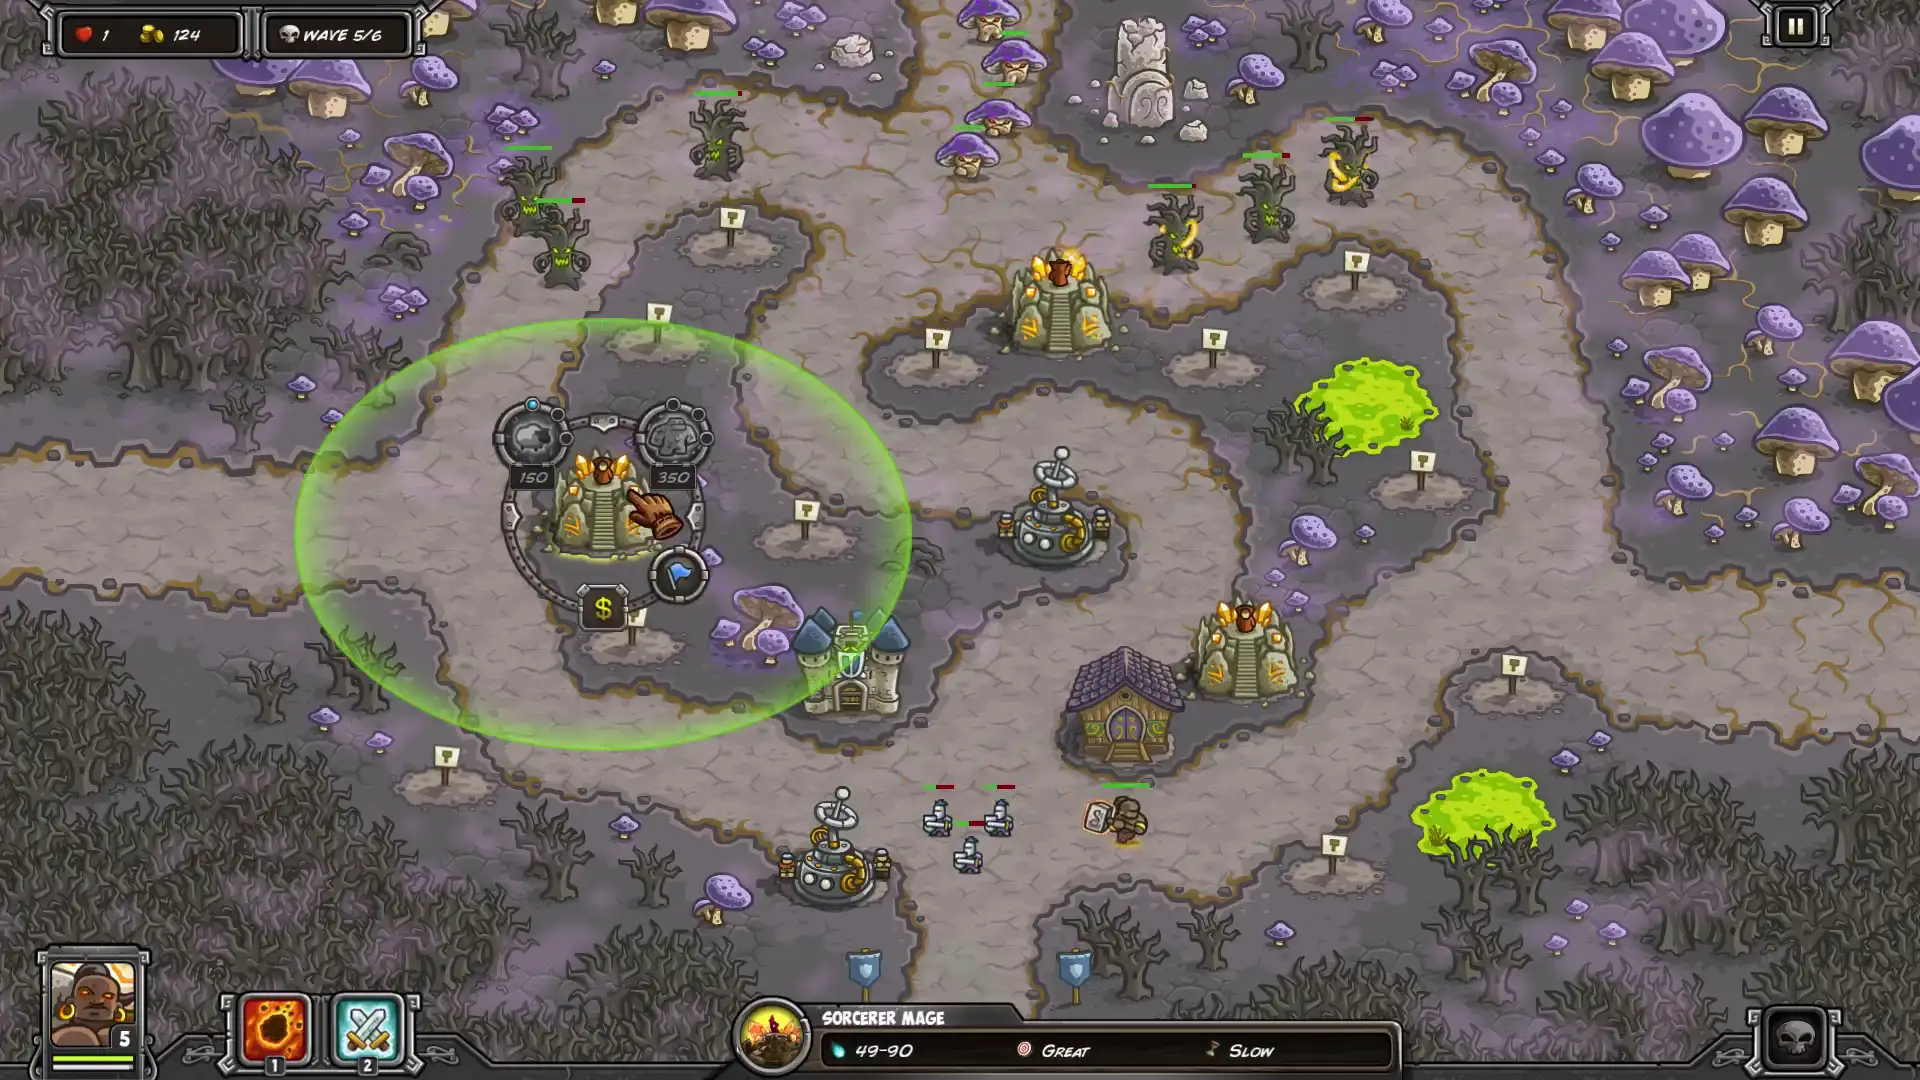 1 124 WAVE 5/6
150 350
$
5
1 2
SORCERER MAGE
49-90 GREAT SLOW